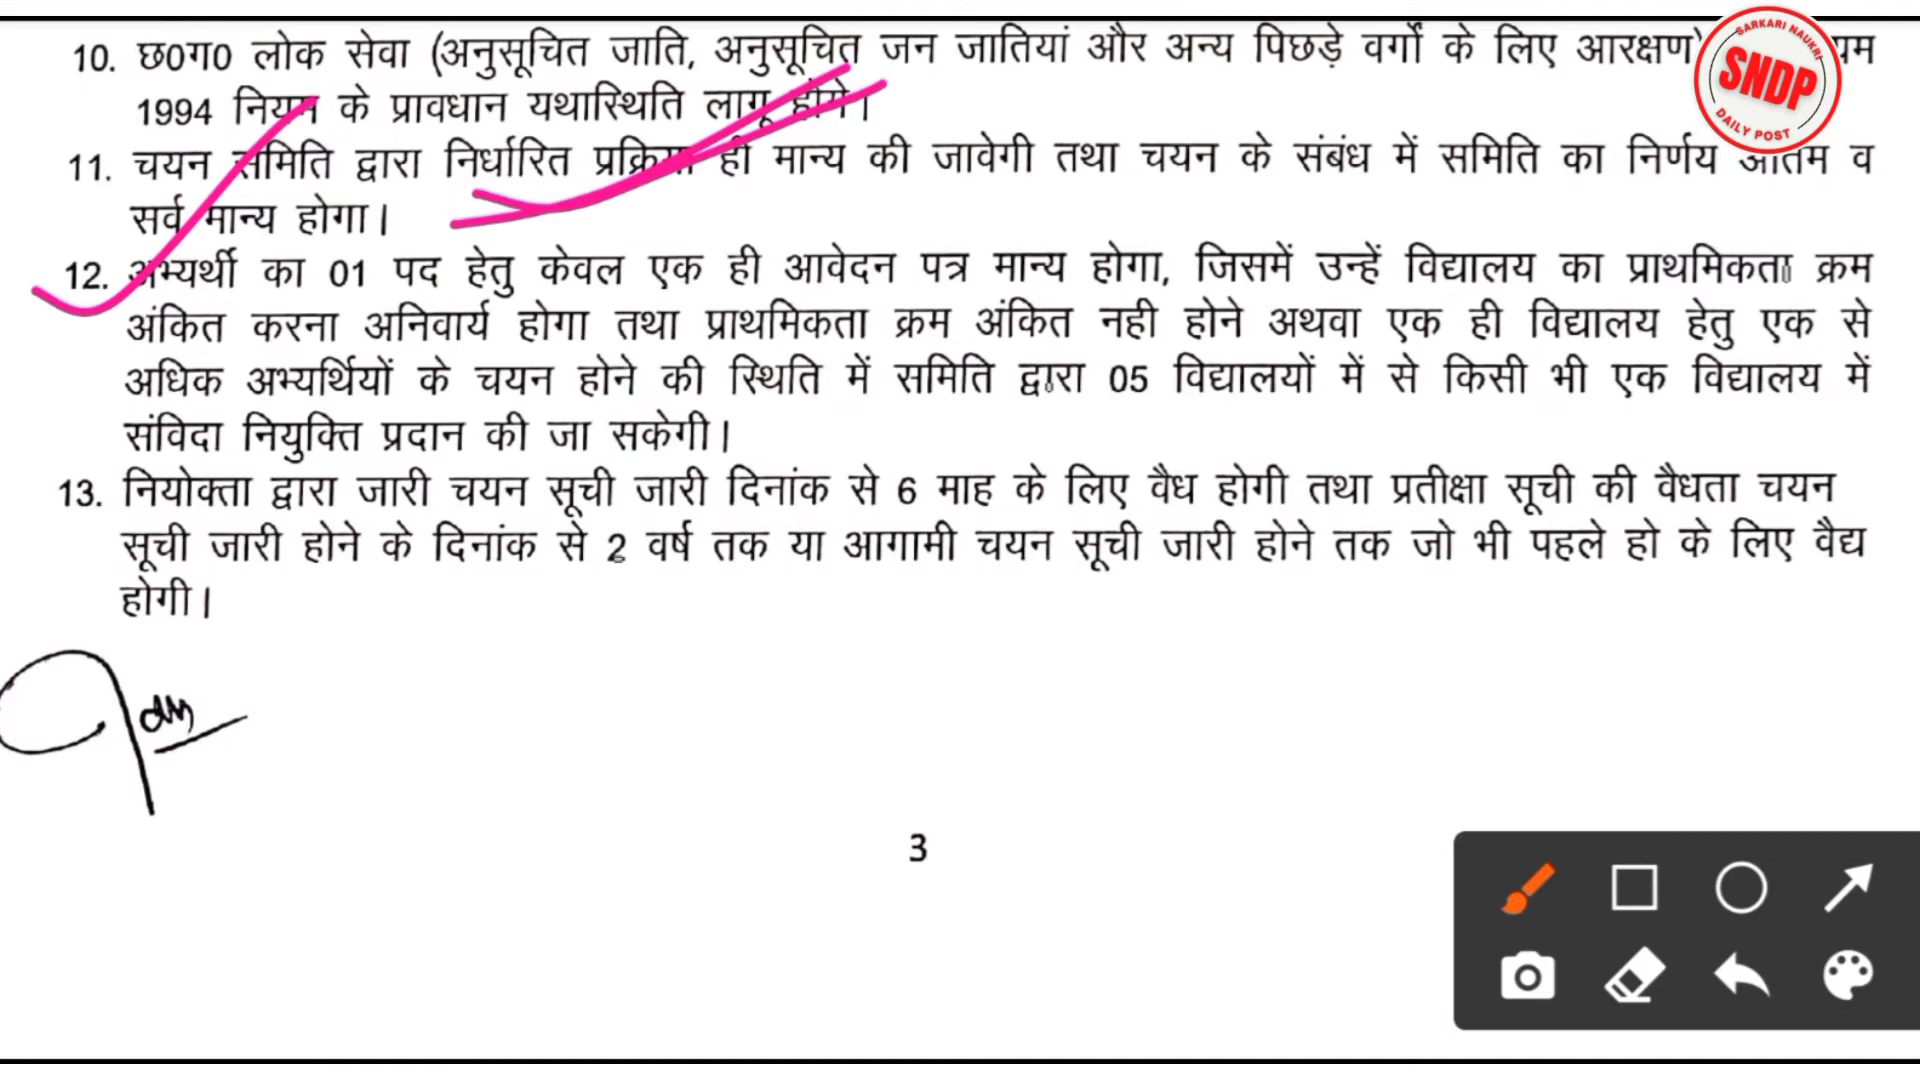 10. छ0ग0 लोक सेवा (अनुसूचित जाति, अनुसूचित जन जातियां और अन्य पिछड़े वर्गो के लिए आरक्षण)
1994 नियम के प्रावधान यथास्थिति लागू होंगे।
11. चयन समिति द्वारा निर्धारित प्रक्रिया ही मान्य की जावेगी तथा चयन के संबंध में समिति का निर्णय अंतिम व
सर्व मान्य होगा।
12. अभ्यर्थी का 01 पद हेतु केवल एक ही आवेदन पत्र मान्य होगा, जिसमें उन्हें विद्यालय का प्राथमिकता क्रम
अंकित करना अनिवार्य होगा तथा प्राथमिकता क्रम अंकित नही होने अथवा एक ही विद्यालय हेतु एक से
अधिक अभ्यर्थियों के चयन होने की स्थिति में समिति द्वारा 05 विद्यालयों में से किसी भी एक विद्यालय में
संविदा नियुक्ति प्रदान की जा सकेगी।
13. नियोक्ता द्वारा जारी चयन सूची जारी दिनांक से 6 माह के लिए वैध होगी तथा प्रतीक्षा सूची की वैधता चयन
सूची जारी होने के दिनांक से 2 वर्ष तक या आगामी चयन सूची जारी होने तक जो भी पहले हो के लिए वैद्य
होगी।
3
SARKARI NAUKRI
SNDP
DAILY POST